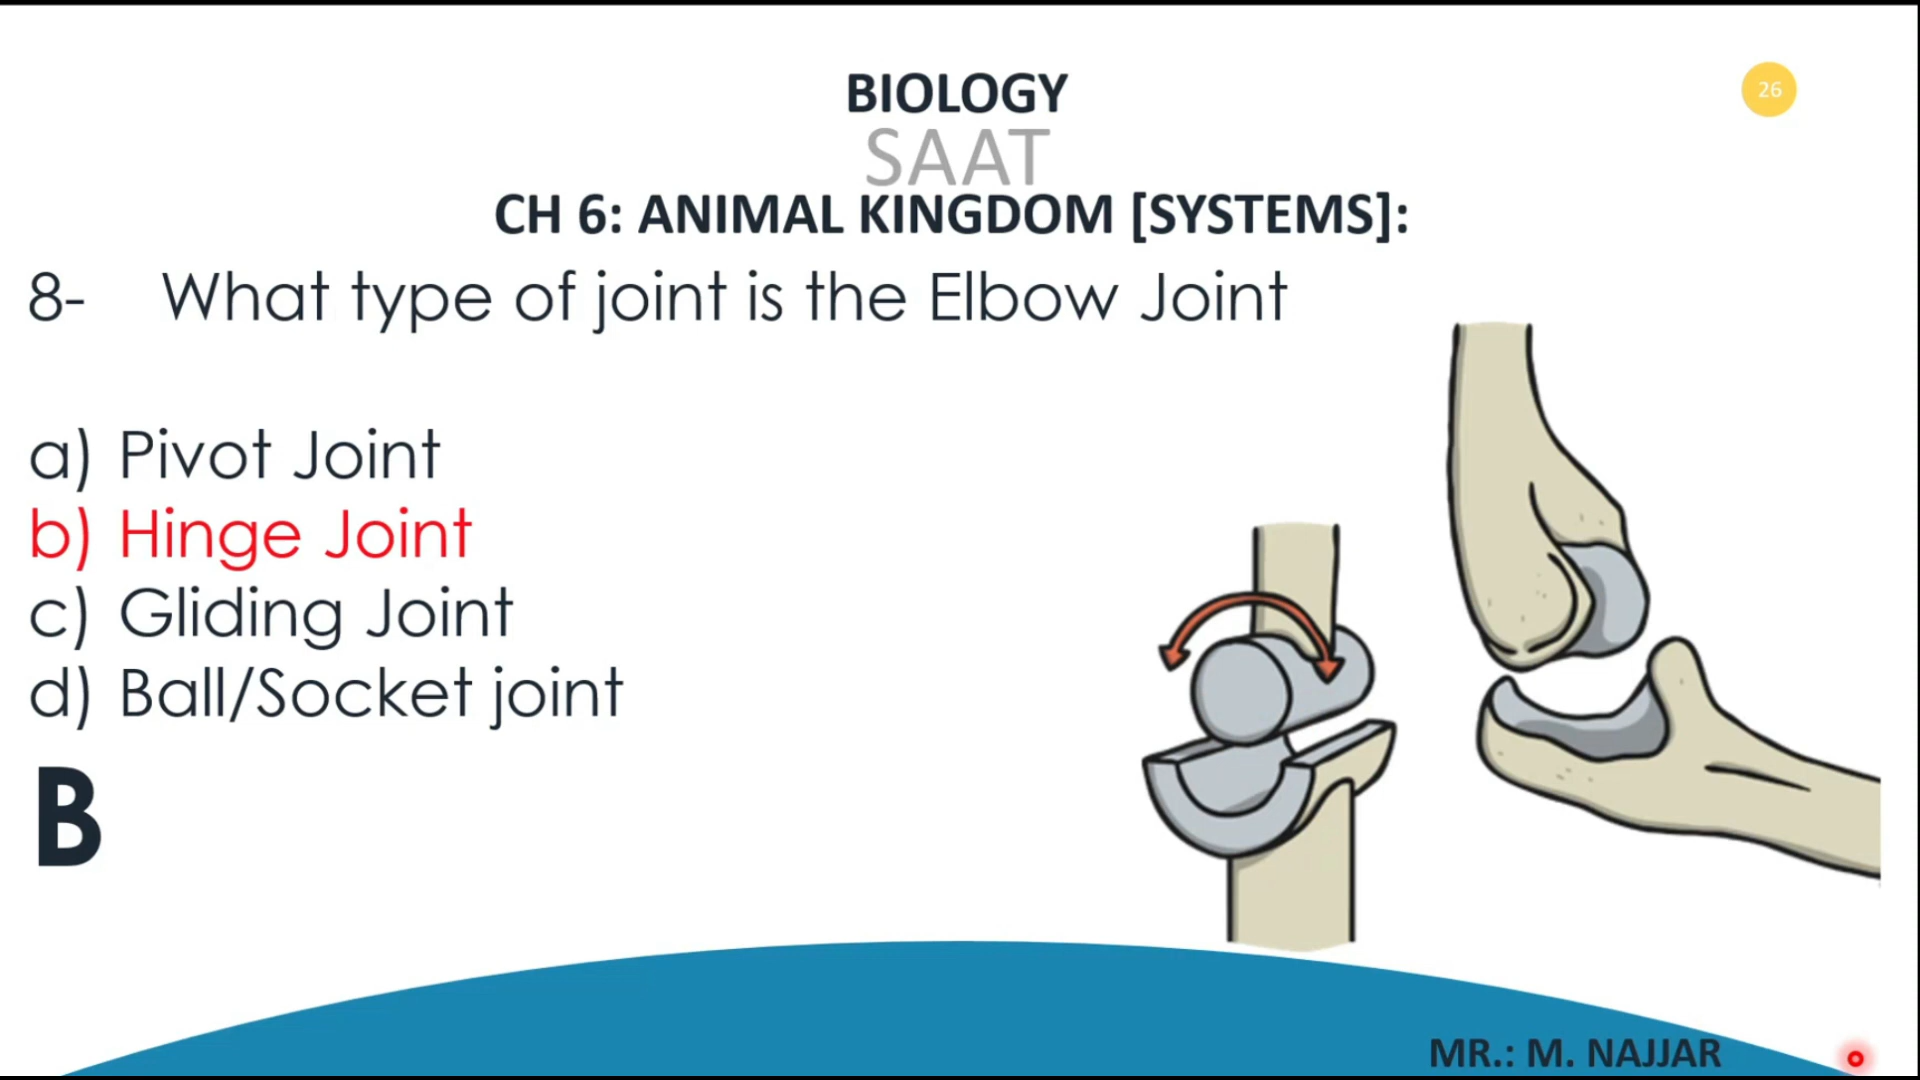 BIOLOGY
26
SAAT
CH 6: ANIMAL KINGDOM [SYSTEMS]:
8- What type of joint is the Elbow Joint
a) Pivot Joint
b) Hinge Joint
c) Gliding Joint
d) Ball/Socket joint
B
MR.: M. NAJJAR